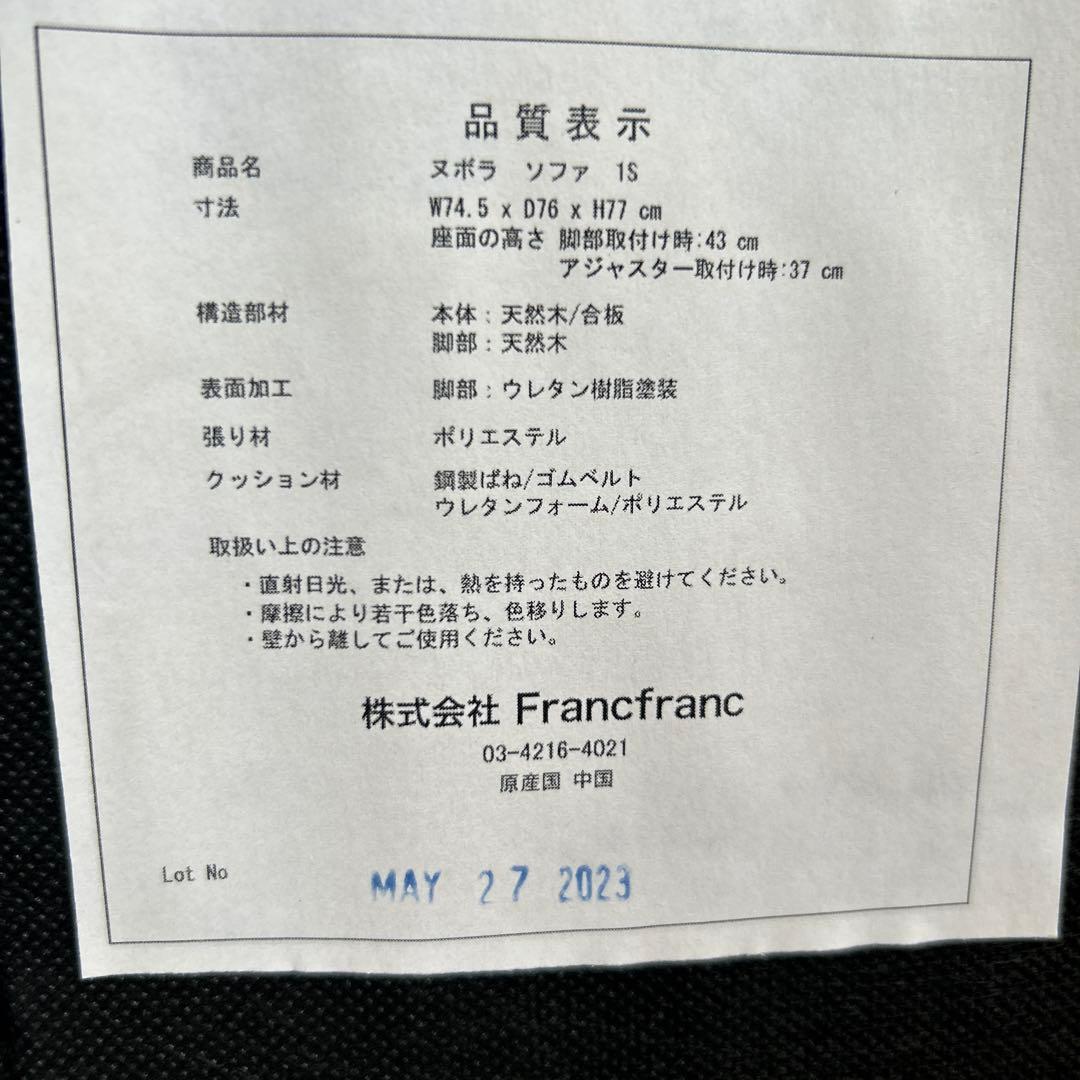 品質表示
商品名 ヌボラ ソファ 1S
寸法 W74.5 x D76 x H77 cm
座面の高さ 脚部取付け時:43 cm
アジャスター取付け時:37 cm
構造部材 本体:天然木/合板
脚部:天然木
表面加工 脚部:ウレタン樹脂塗装
張り材 ポリエステル
クッション材 鋼製ばね/ゴムベルト
ウレタンフォーム/ポリエステル
取扱い上の注意
・直射日光、または、熱を持ったものを避けてください。
・摩擦により若干色落ち、色移りします。
・壁から離してご使用ください。
株式会社 Francfranc
03-4216-4021
原産国 中国
Lot No MAY 27 2023